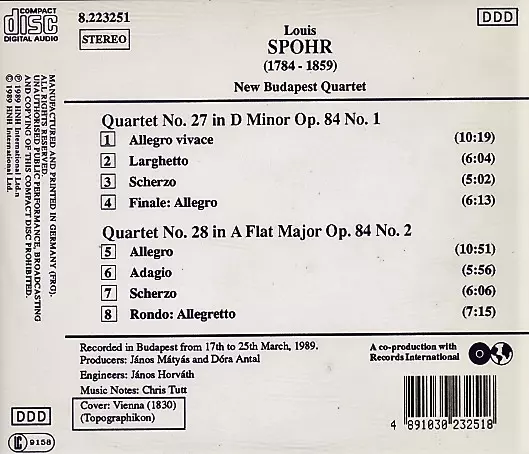 COMPACT
disc
DIGITAL AUDIO
8.223251
STEREO
Louis
SPOHR
(1784 - 1859)
New Budapest Quartet
DDD
Quartet No. 27 in D Minor Op. 84 No. 1
1 Allegro vivace (10:19)
2 Larghetto (6:04)
3 Scherzo (5:02)
4 Finale: Allegro (6:13)
Quartet No. 28 in A Flat Major Op. 84 No. 2
5 Allegro (10:51)
6 Adagio (5:56)
7 Scherzo (6:06)
8 Rondo: Allegretto (7:15)
Recorded in Budapest from 17th to 25th March, 1989.
Producers: János Mátyás and Dóra Antal
Engineers: János Horváth
Music Notes: Chris Tutt
Cover: Vienna (1830)
(Topographikon)
A co-production with
Records International
4 891030 232518
MANUFACTURED AND PRINTED IN GERMANY (FRG).
ALL RIGHTS RESERVED.
UNAUTHORISED PUBLIC PERFORMANCE, BROADCASTING
AND COPYING OF THIS COMPACT DISC PROHIBITED.
℗ 1989 HNH International Ltd.n
© 1989 HNH International Ltd.
DDD
LC 9158